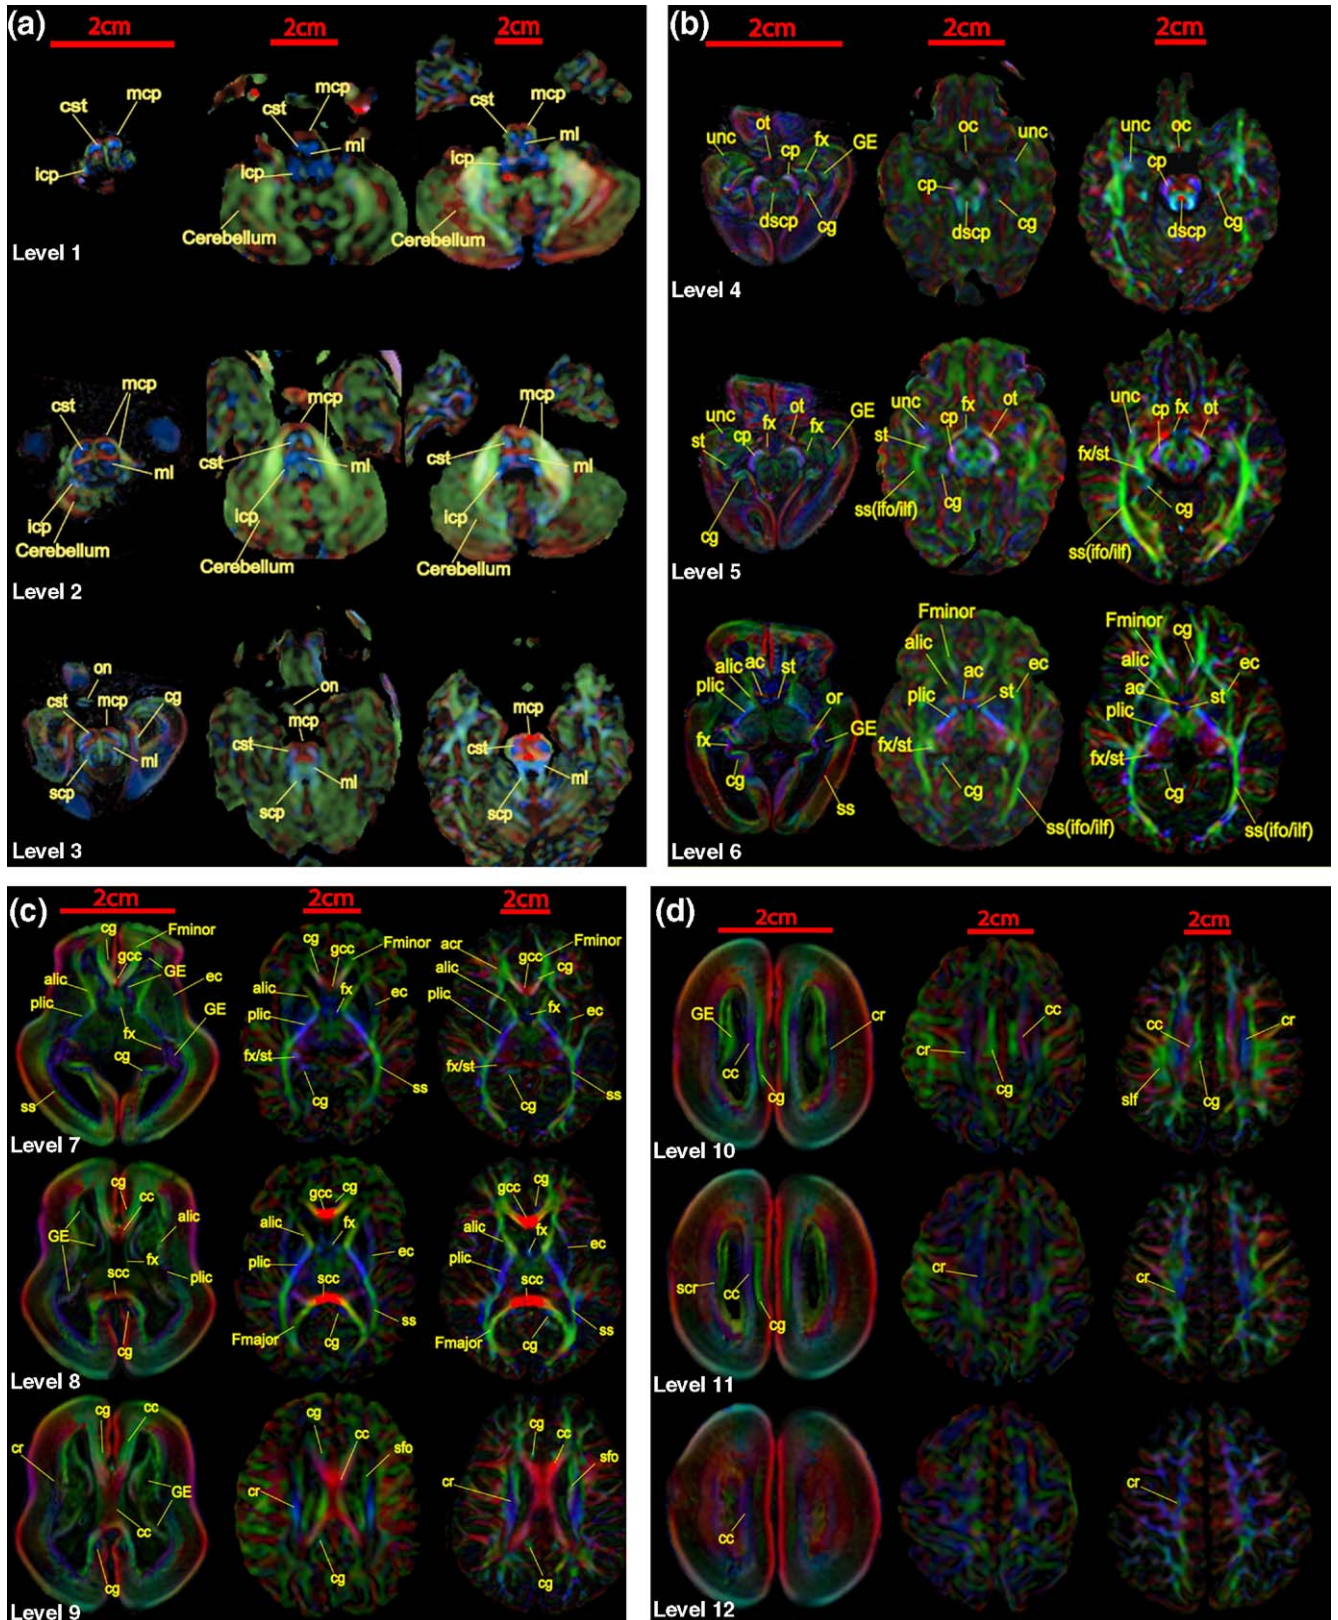 (a) 2cm 2cm 2cm
mcp
cst
icp
mcp
cst
ml
icp
Cerebellum
cst
mcp
ml
icp
Cerebellum
Level 1
mcp
cst
ml
icp
Cerebellum
mcp
cst
ml
icp
Cerebellum
mcp
cst
ml
icp
Cerebellum
Level 2
on
cst
mcp
cg
ml
scp
on
mcp
cst
ml
scp
mcp
cst
ml
scp
Level 3
(b) 2cm 2cm 2cm
unc
ot
cp
fx
GE
dscp
cg
oc
unc
cp
cg
dscp
unc
oc
cp
cg
dscp
Level 4
unc
fx
ot
fx
GE
st
cp
cg
unc
fx
ot
cp
st
ss(ifo/ilf)
cg
unc
cp
fx
ot
fx/st
cg
ss(ifo/ilf)
Level 5
alic
ac
st
plic
or
GE
fx
cg
ss
Fminor
alic
ac
ec
plic
st
fx/st
cg
ss(ifo/ilf)
Fminor
cg
alic
ec
ac
st
plic
fx/st
cg
ss(ifo/ilf)
Level 6
(c) 2cm 2cm 2cm
cg
Fminor
gcc
GE
alic
ec
plic
GE
fx
cg
ss
cg
gcc
Fminor
alic
fx
ec
plic
fx/st
ss
cg
acr
gcc
Fminor
alic
cg
plic
fx
ec
fx/st
ss
cg
Level 7
cg
cc
alic
GE
fx
scc
plic
cg
gcc
cg
alic
fx
ec
plic
scc
ss
Fmajor
cg
gcc
cg
alic
fx
ec
plic
scc
ss
Fmajor
cg
Level 8
cg
cc
cr
GE
cc
cg
cg
cc
sfo
cr
cg
cg
cc
sfo
cr
cg
Level 9
(d) 2cm 2cm 2cm
GE
cr
cc
cg
cc
cr
cg
cc
cr
slf
cg
Level 10
scr
cc
cg
cr
cr
Level 11
cc
cr
Level 12